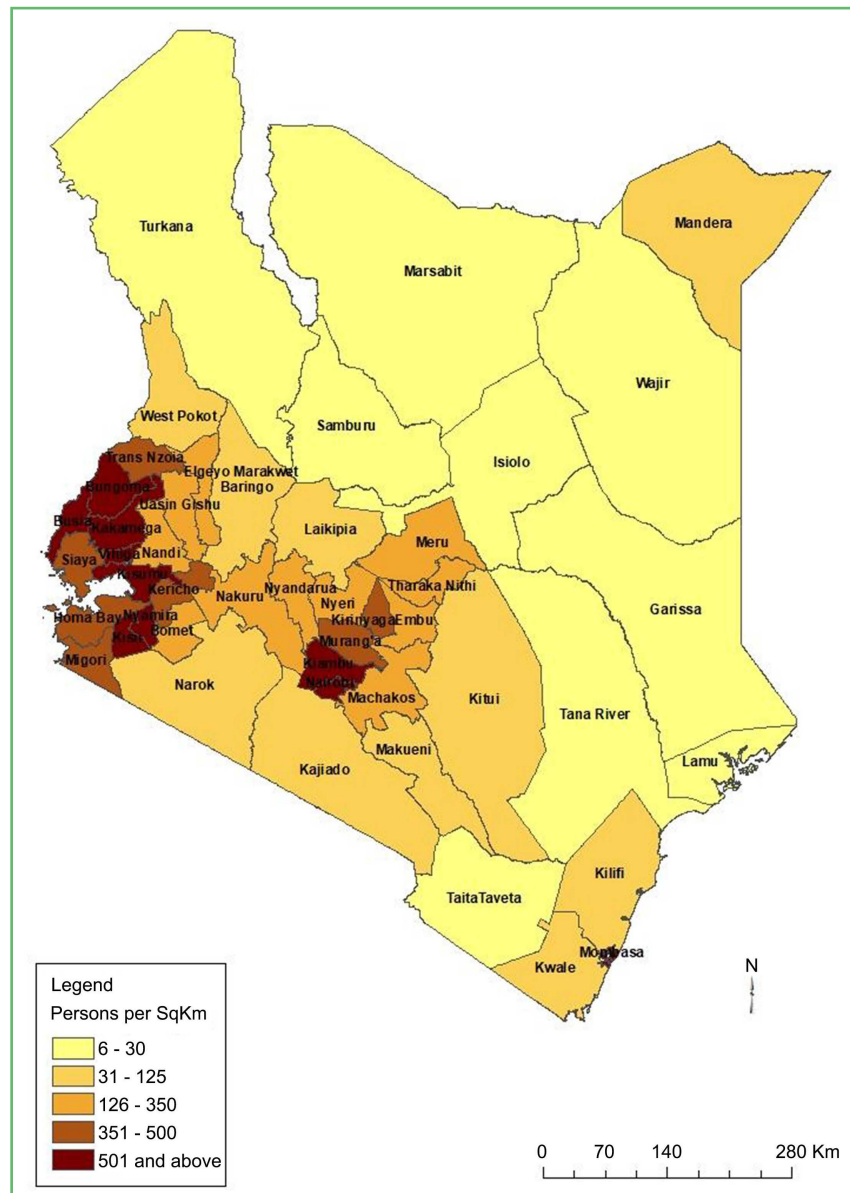 Turkana
Mandera
Marsabit
Wajir
West Pokot
Samburu
Isiolo
Trans Nzoia
Elgeyo Marakwet
Baringo
Bungoma
Uasin Gishu
Busia
Kakamega
Laikipia
Meru
Vihiga
Nandi
Siaya
Kisumu
Kericho
Tharaka Nithi
Nyandarua
Nakuru
Nyeri
Garissa
Homa Bay
Nyamira
Kirinyaga
Embu
Kisii
Bomet
Murang'a
Migori
Kiambu
Nairobi
Narok
Machakos
Kitui
Tana River
Makueni
Lamu
Kajiado
Kilifi
TaitaTaveta
Mombasa
Kwale
N
Legend
Persons per SqKm
6 - 30
31 - 125
126 - 350
351 - 500
501 and above
0 70 140 280 Km